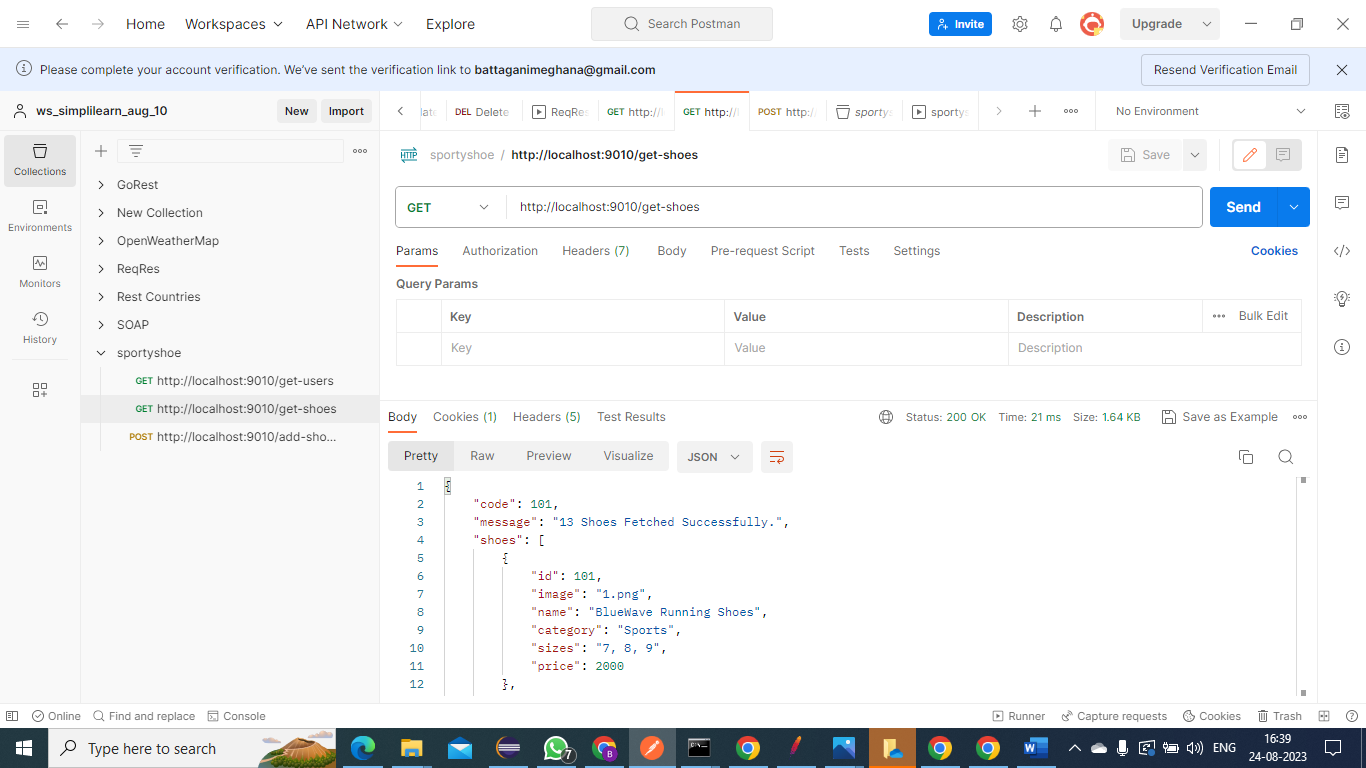 Home Workspaces API Network Explore Search Postman Invite Upgrade
Please complete your account verification. We've sent the verification link to battaganimeghana@gmail.com Resend Verification Email
ws_simplilearn_aug_10 New Import
DEL Delete ReqRe GET http:// GET http:// POST http: sportys sportys No Environment
Collections
Environments
Monitors
History
GoRest
New Collection
OpenWeatherMap
ReqRes
Rest Countries
SOAP
sportyshoe
GET http://localhost:9010/get-users
GET http://localhost:9010/get-shoes
POST http://localhost:9010/add-sho...
HTTP sportyshoe / http://localhost:9010/get-shoes Save
GET http://localhost:9010/get-shoes Send
Params Authorization Headers (7) Body Pre-request Script Tests Settings Cookies
Query Params
Key Value Description Bulk Edit
Key Value Description
Body Cookies (1) Headers (5) Test Results Status: 200 OK Time: 21 ms Size: 1.64 KB Save as Example
Pretty Raw Preview Visualize JSON
1 {
2 "code": 101,
3 "message": "13 Shoes Fetched Successfully.",
4 "shoes": [
5 {
6 "id": 101,
7 "image": "1.png",
8 "name": "BlueWave Running Shoes",
9 "category": "Sports",
10 "sizes": "7, 8, 9",
11 "price": 2000
12 },
Online Find and replace Console Runner Capture requests Cookies Trash
Type here to search 7 B ENG 16:39
24-08-2023